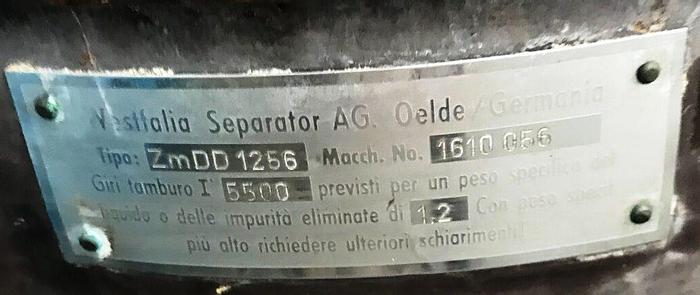 Westfalia Separator AG. Oelde/Germania
Tipo: ZmDD 1256 Macch. No. 1610 056
Giri tamburo I' 5500 - previsti per un peso specifico del
liquido o delle impurità eliminate di 1.2 Con peso specif.
più alto richiedere ulteriori schiarimenti